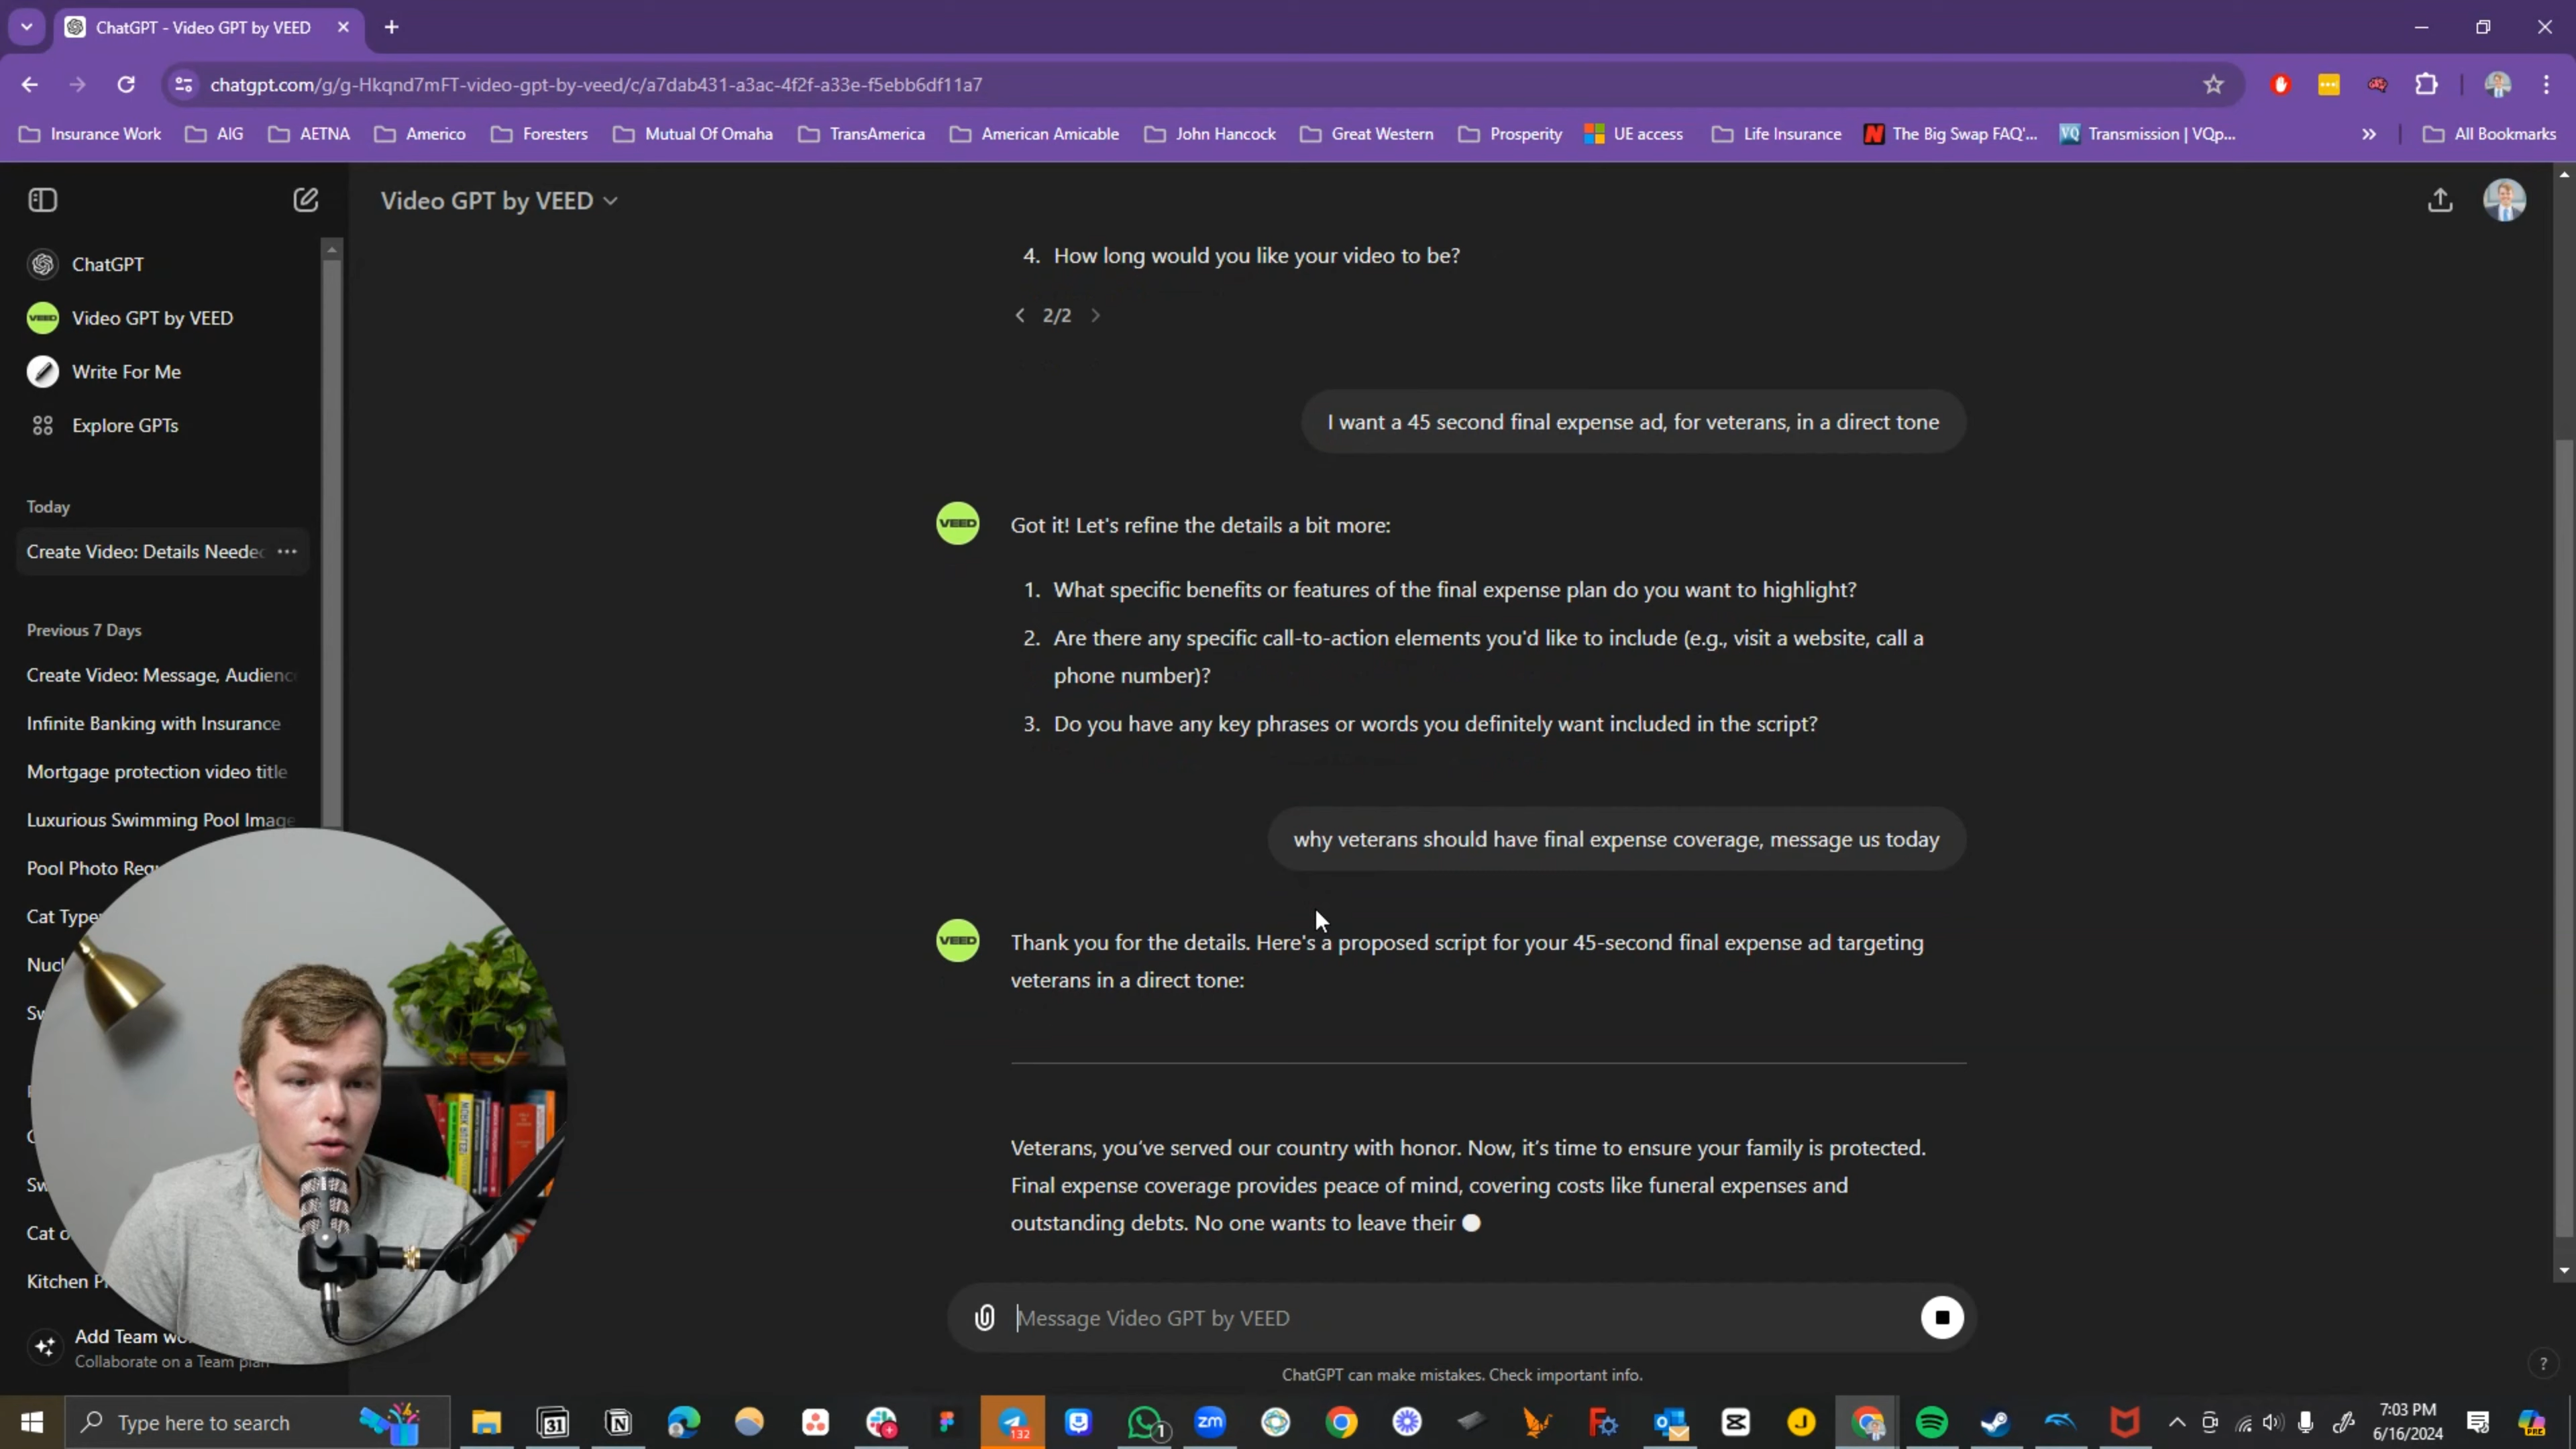 ChatGPT - Video GPT by VEED
chatgpt.com/g/g-Hkqnd7mFT-video-gpt-by-veed/c/a7dab431-a3ac-4f2f-a33e-f5ebb6df11a7
Insurance Work AIG AETNA Americo Foresters Mutual Of Omaha TransAmerica American Amicable John Hancock Great Western Prosperity UE access Life Insurance N The Big Swap FAQ'... VQ Transmission | VQp... All Bookmarks
Video GPT by VEED
ChatGPT
VEED Video GPT by VEED
Write For Me
Explore GPTs
Today
Create Video: Details Needec
Previous 7 Days
Create Video: Message, Audienc
Infinite Banking with Insurance
Mortgage protection video title
Luxurious Swimming Pool Image
Pool Photo Req
Cat Type
Nuc
Sw
Cat o
Kitchen P
Add Team wo
Collaborate on a Team plan
4. How long would you like your video to be?
2/2
I want a 45 second final expense ad, for veterans, in a direct tone
VEED
Got it! Let's refine the details a bit more:
1. What specific benefits or features of the final expense plan do you want to highlight?
2. Are there any specific call-to-action elements you'd like to include (e.g., visit a website, call a
phone number)?
3. Do you have any key phrases or words you definitely want included in the script?
why veterans should have final expense coverage, message us today
VEED
Thank you for the details. Here's a proposed script for your 45-second final expense ad targeting
veterans in a direct tone:
Veterans, you've served our country with honor. Now, it's time to ensure your family is protected.
Final expense coverage provides peace of mind, covering costs like funeral expenses and
outstanding debts. No one wants to leave their
Message Video GPT by VEED
ChatGPT can make mistakes. Check important info.
?
Type here to search
31
132
1
zm
J
7:03 PM
6/16/2024
PRE